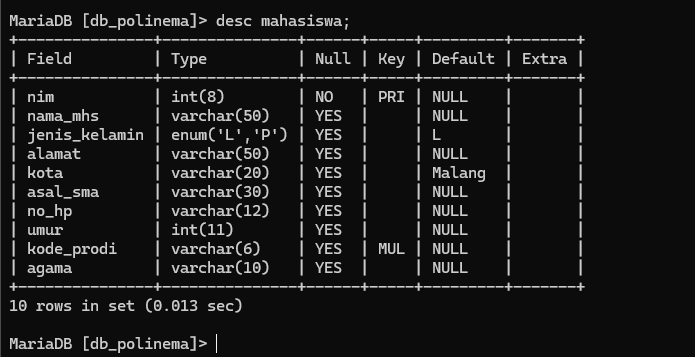 MariaDB [db_polinema]> desc mahasiswa;
+---------------+---------------+------+-----+---------+-------+
| Field         | Type          | Null | Key | Default | Extra |
+---------------+---------------+------+-----+---------+-------+
| nim           | int(8)        | NO   | PRI | NULL    |       |
| nama_mhs      | varchar(50)   | YES  |     | NULL    |       |
| jenis_kelamin | enum('L','P') | YES  |     | L       |       |
| alamat        | varchar(50)   | YES  |     | NULL    |       |
| kota          | varchar(20)   | YES  |     | Malang  |       |
| asal_sma      | varchar(30)   | YES  |     | NULL    |       |
| no_hp         | varchar(12)   | YES  |     | NULL    |       |
| umur          | int(11)       | YES  |     | NULL    |       |
| kode_prodi    | varchar(6)    | YES  | MUL | NULL    |       |
| agama         | varchar(10)   | YES  |     | NULL    |       |
+---------------+---------------+------+-----+---------+-------+
10 rows in set (0.013 sec)
MariaDB [db_polinema]>